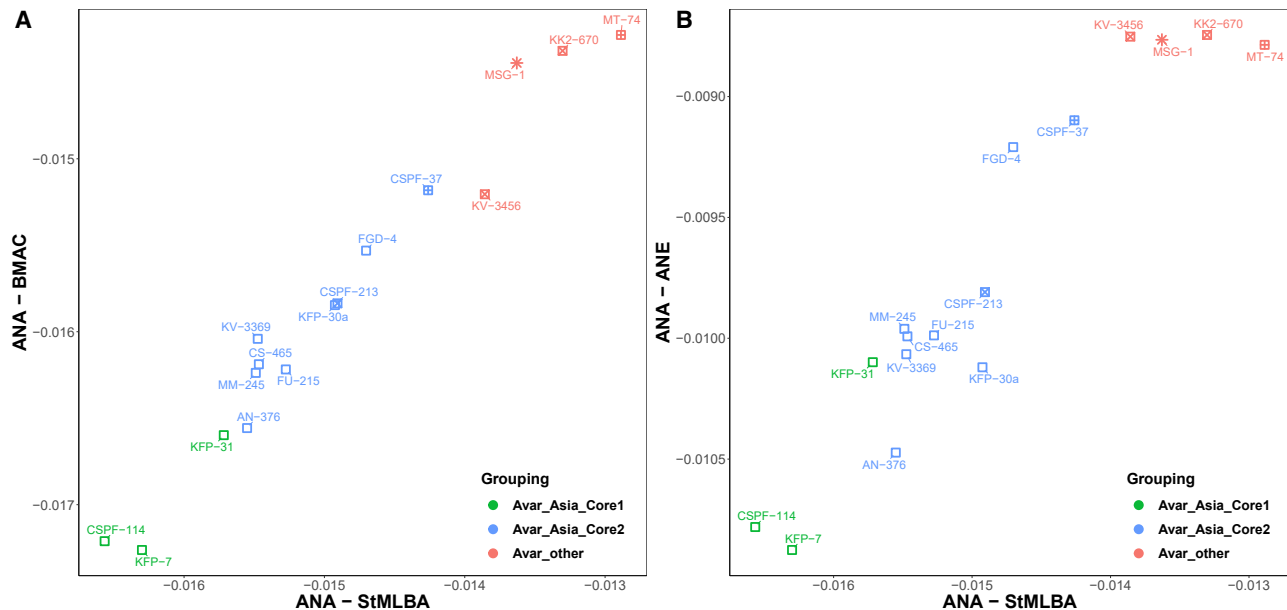 A
MT−74
KK2−670
MSG−1
CSPF−37
KV−3456
FGD−4
CSPF−213
KFP−30a
KV−3369
CS−465
MM−245
FU−215
AN−376
KFP−31
CSPF−114
KFP−7
−0.015
−0.016
−0.017
ANA − BMAC
Grouping
Avar_Asia_Core1
Avar_Asia_Core2
Avar_other
−0.016
−0.015
−0.014
−0.013
ANA − StMLBA
B
KV−3456
KK2−670
MSG−1
MT−74
CSPF−37
FGD−4
CSPF−213
MM−245
FU−215
CS−465
KV−3369
KFP−31
KFP−30a
AN−376
CSPF−114
KFP−7
−0.0090
−0.0095
−0.0100
−0.0105
ANA − ANE
Grouping
Avar_Asia_Core1
Avar_Asia_Core2
Avar_other
−0.016
−0.015
−0.014
−0.013
ANA − StMLBA